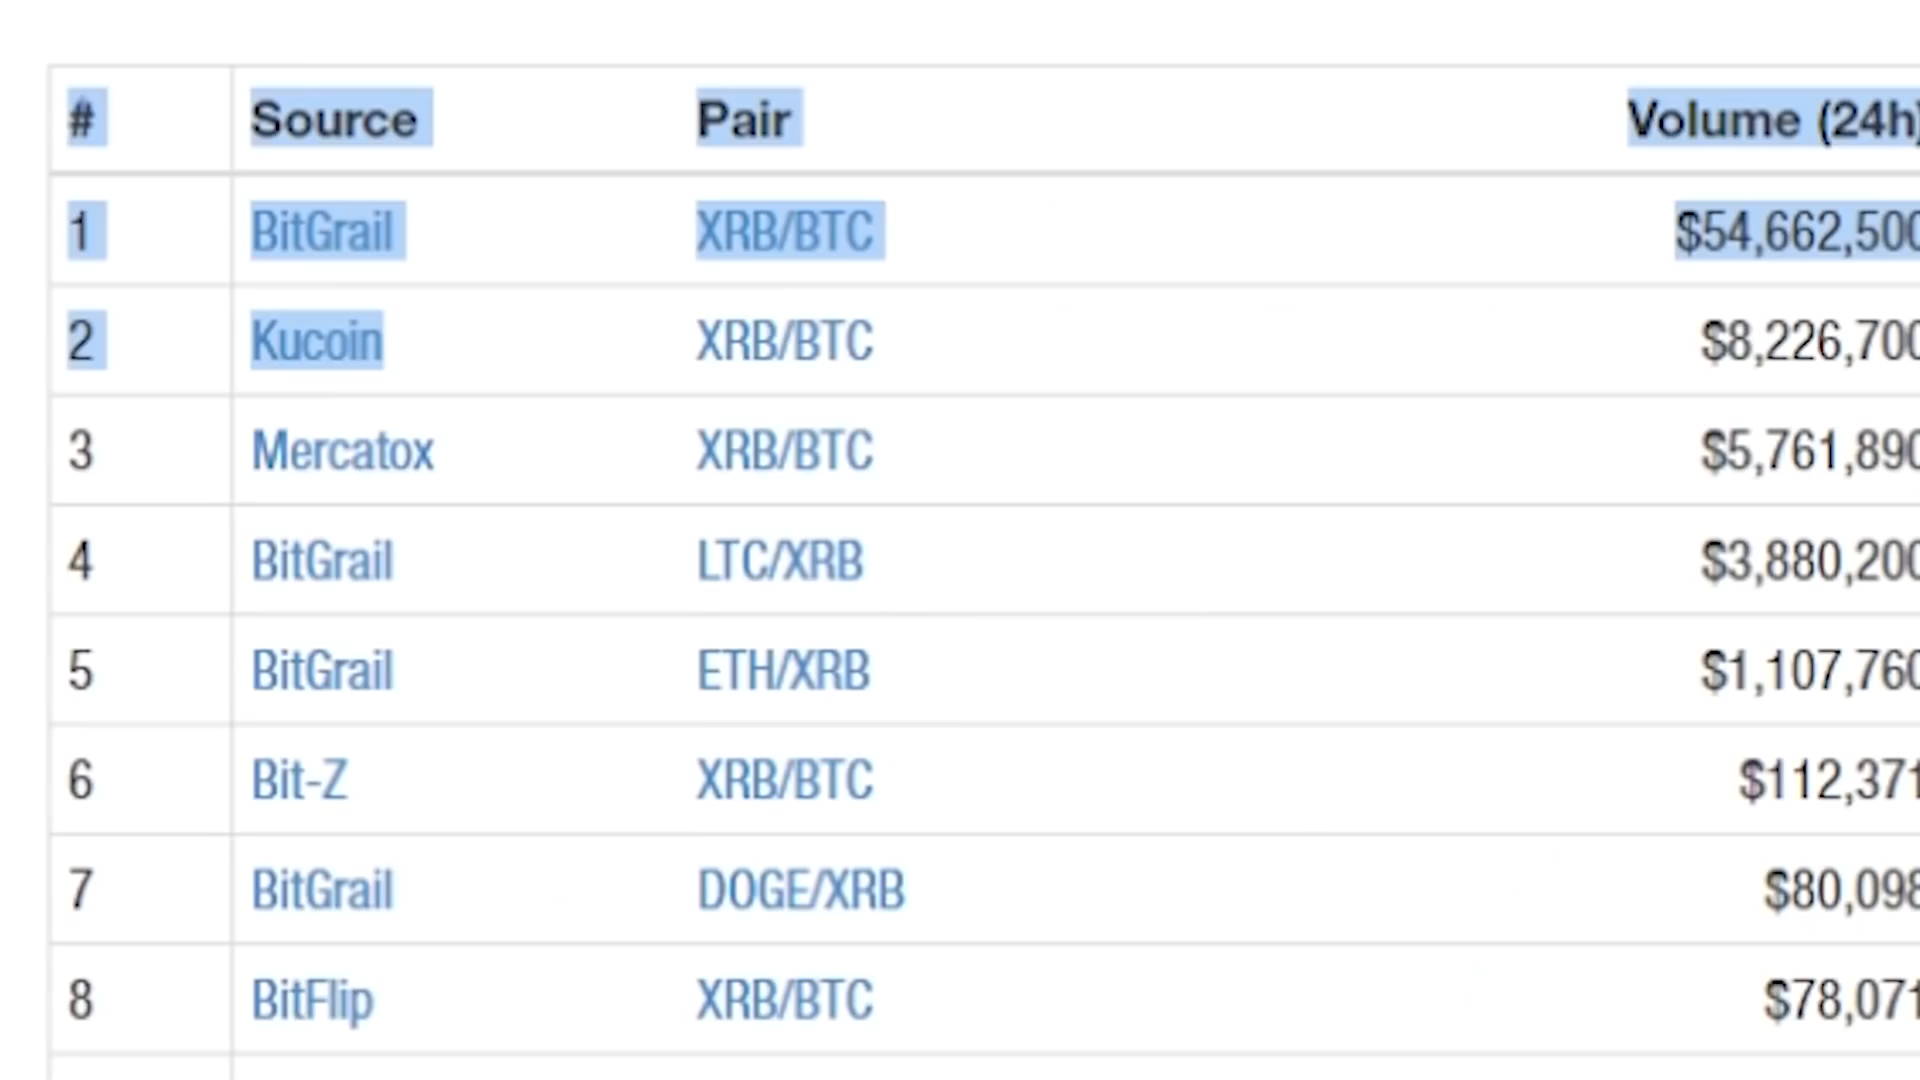 # Source Pair Volume (24h)
1 BitGrail XRB/BTC $54,662,500
2 Kucoin XRB/BTC $8,226,700
3 Mercatox XRB/BTC $5,761,890
4 BitGrail LTC/XRB $3,880,200
5 BitGrail ETH/XRB $1,107,760
6 Bit-Z XRB/BTC $112,371
7 BitGrail DOGE/XRB $80,098
8 BitFlip XRB/BTC $78,071